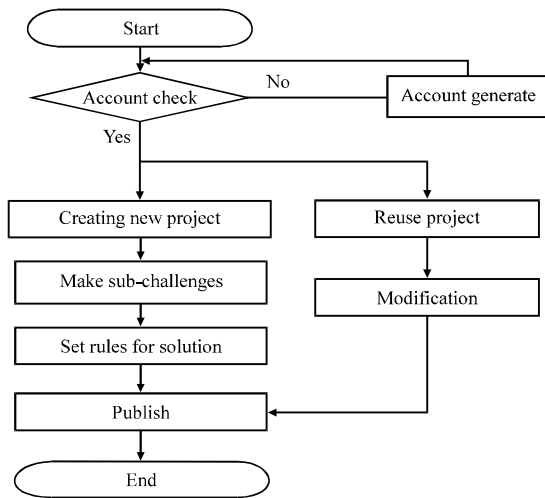 Start
No
Account check
Account generate
Yes
Creating new project
Reuse project
Make sub-challenges
Modification
Set rules for solution
Publish
End